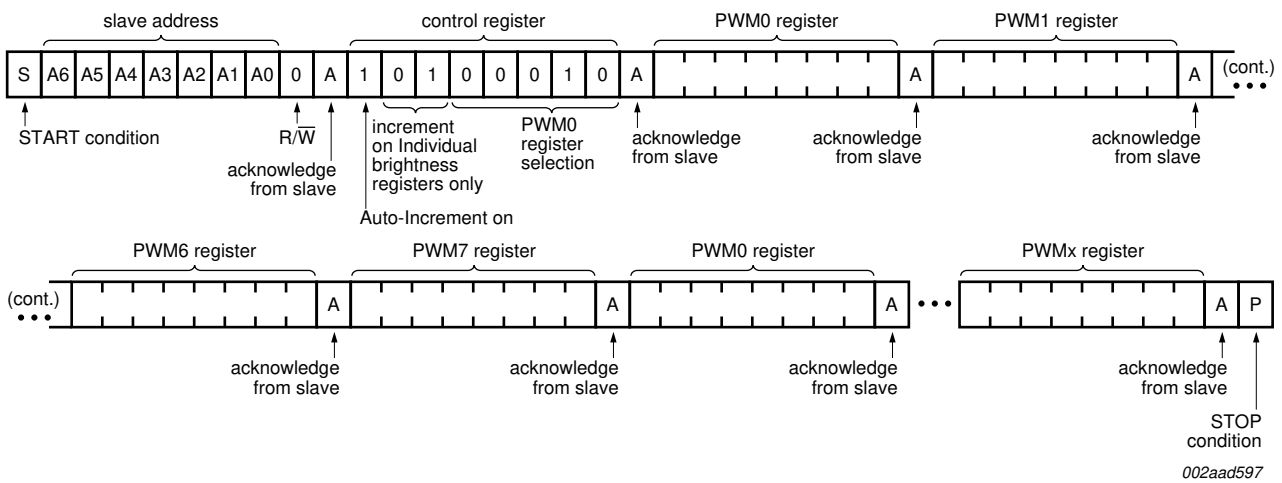 slave address control register PWM0 register PWM1 register
S A6 A5 A4 A3 A2 A1 A0 0 A 1 0 1 0 0 0 1 0 A A A (cont.)
START condition R/W̅ increment PWM0 acknowledge acknowledge acknowledge
on Individual register from slave from slave from slave
acknowledge brightness selection
from slave registers only
Auto-Increment on
PWM6 register PWM7 register PWM0 register PWMx register
(cont.) A A A A P
acknowledge acknowledge acknowledge acknowledge
from slave from slave from slave from slave
STOP
condition
002aad597